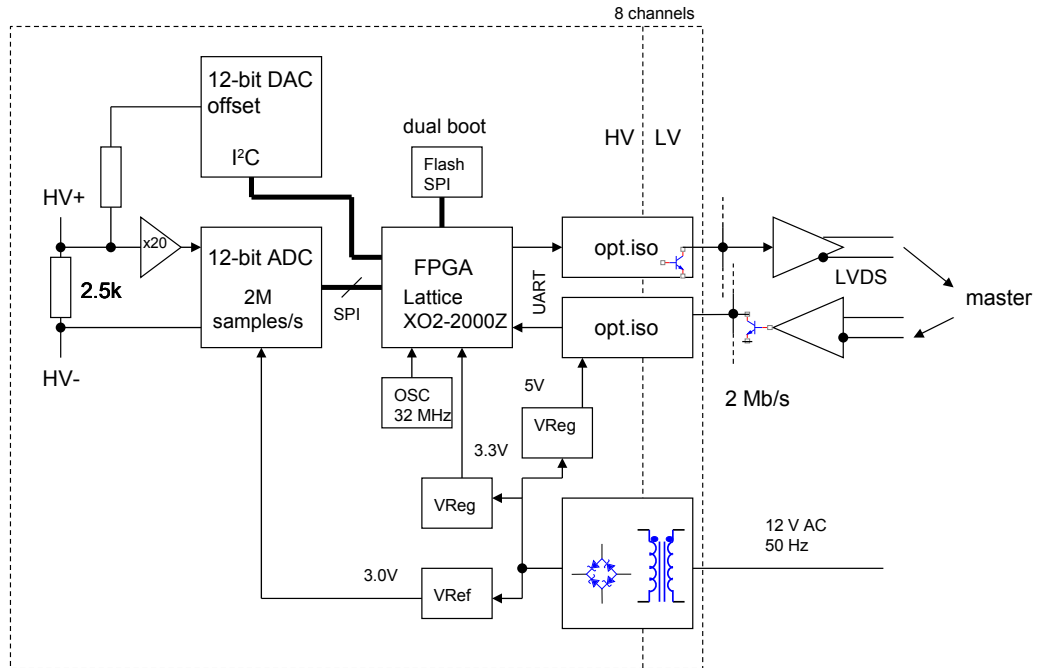 8 channels
12-bit DAC
offset
I²C
dual boot
Flash
SPI
HV
LV
HV+
x20
12-bit ADC
2M
samples/s
SPI
FPGA
Lattice
XO2-2000Z
UART
opt.iso
opt.iso
LVDS
master
2.5k
HV-
OSC
32 MHz
5V
VReg
2 Mb/s
3.3V
VReg
12 V AC
50 Hz
3.0V
VRef